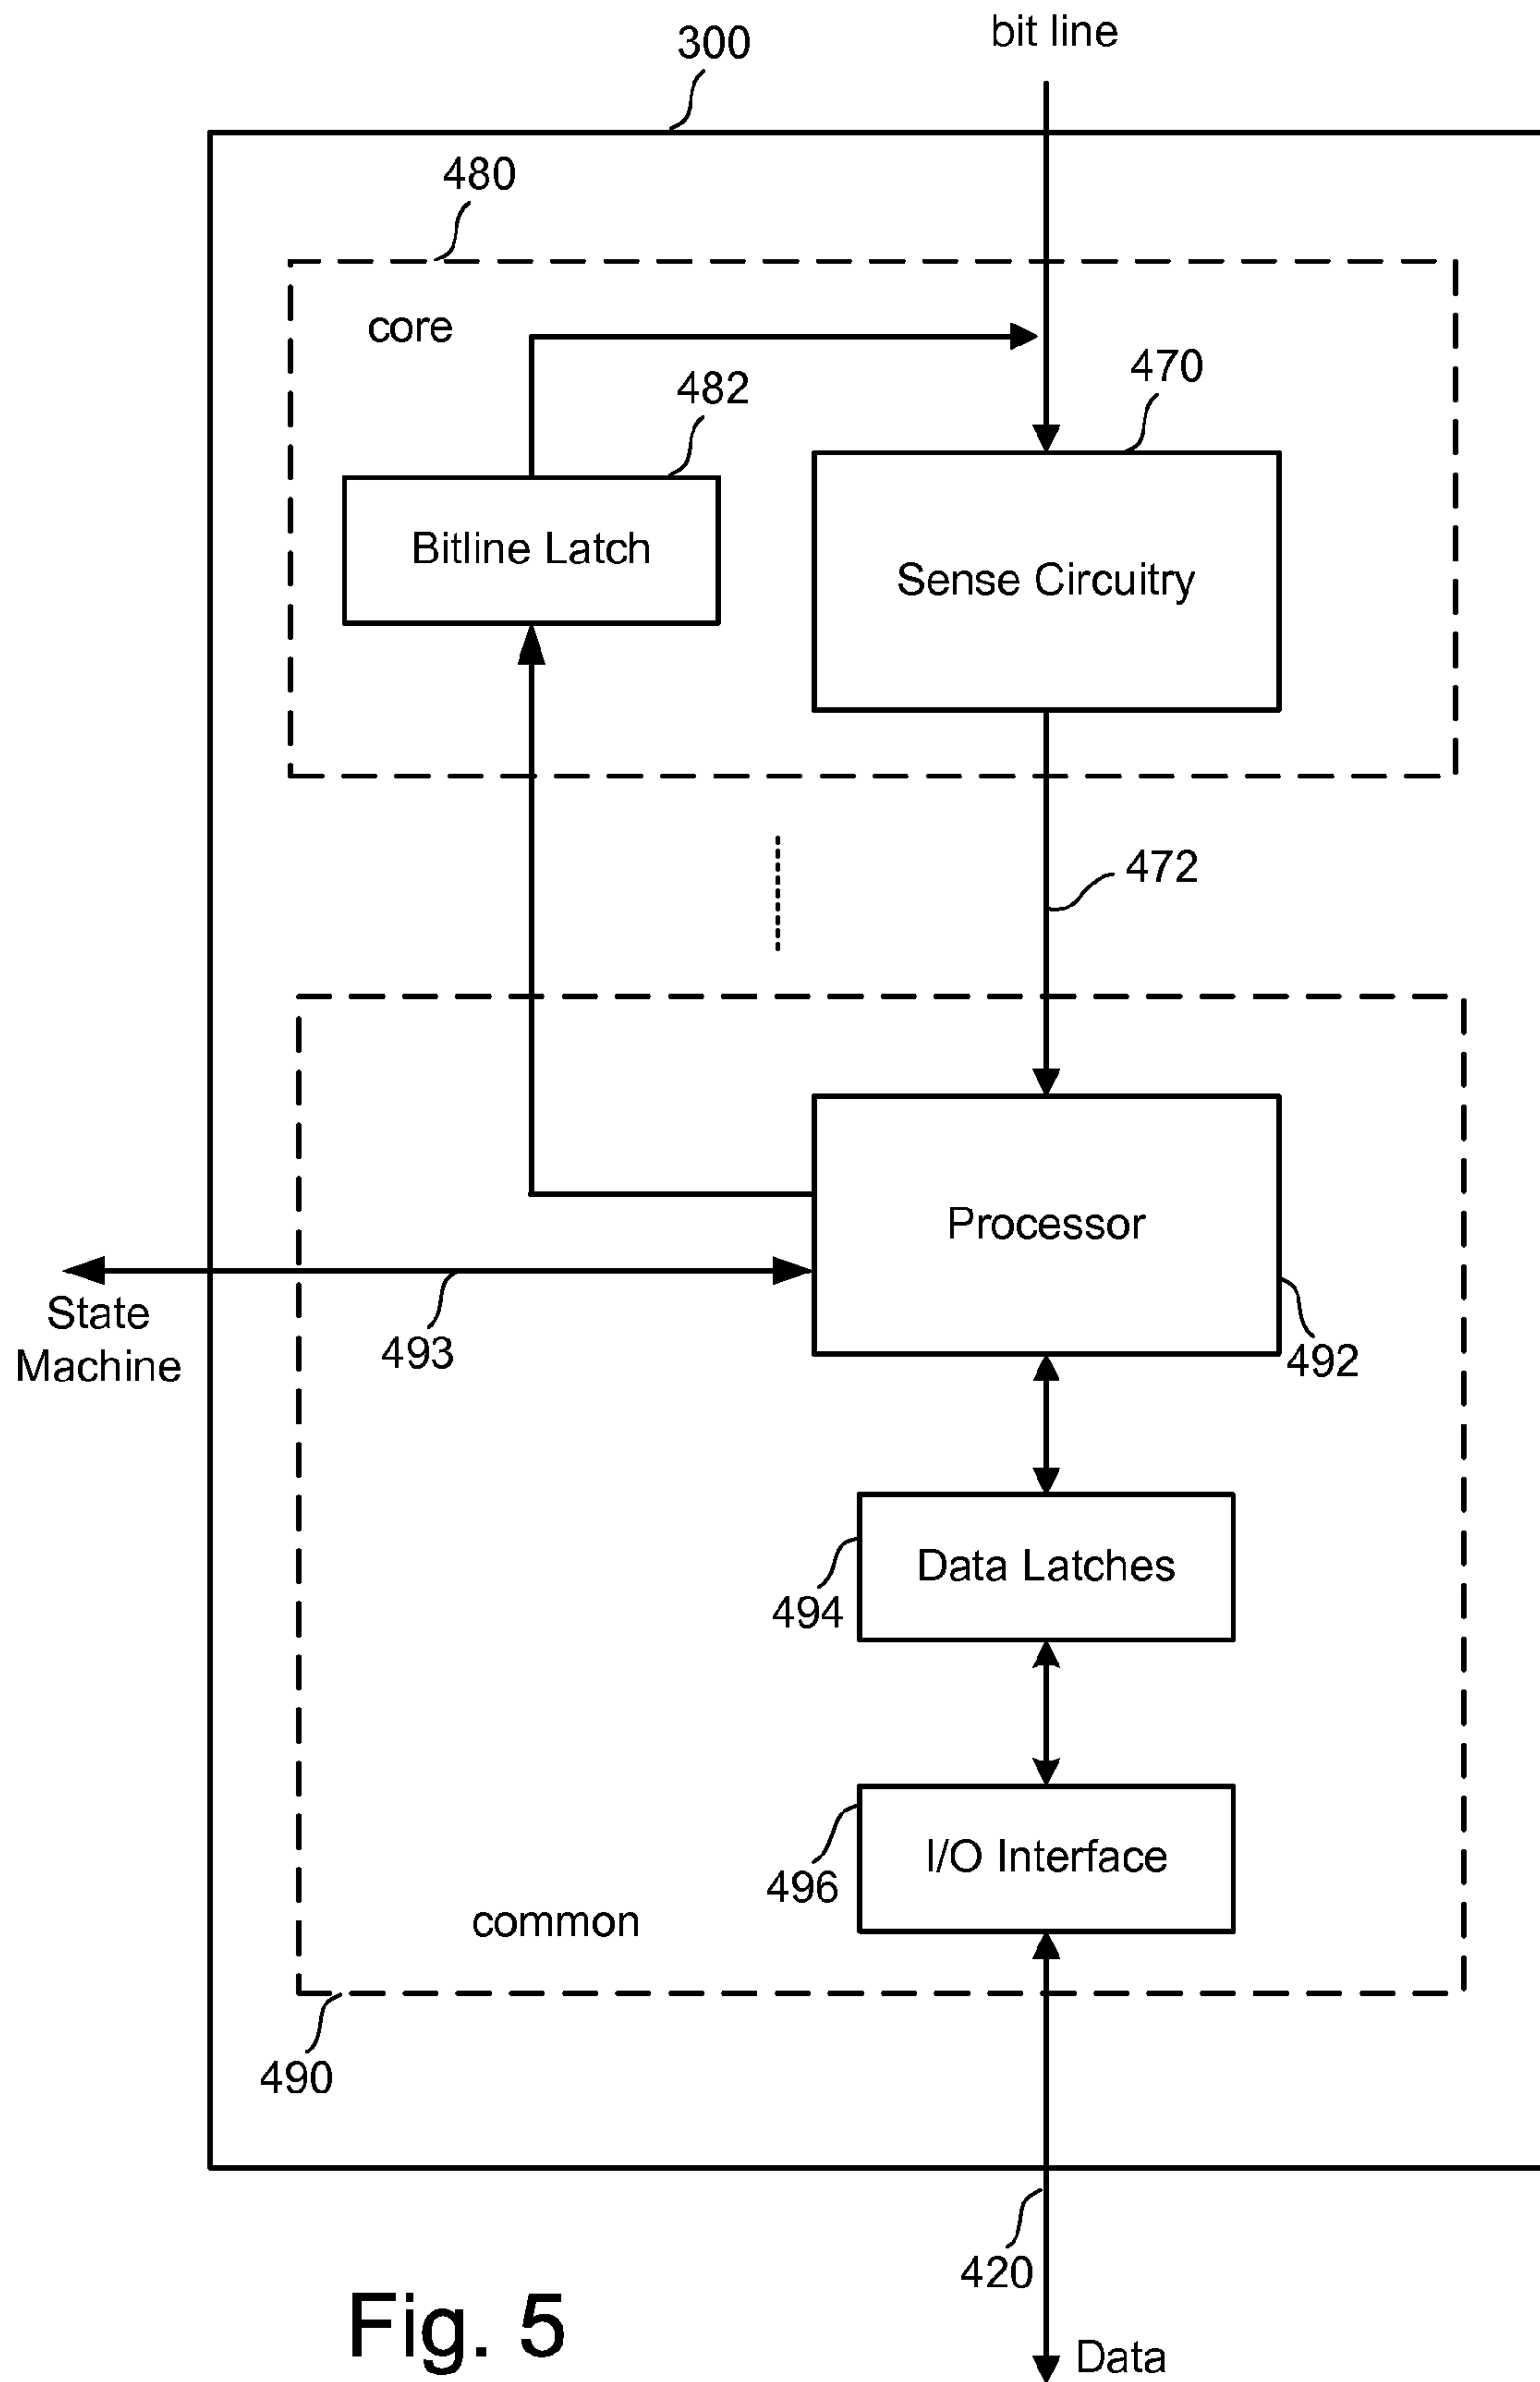 bit line
300
480
core
470
482
Bitline Latch
Sense Circuitry
472
Processor
State
Machine
493
492
Data Latches
494
I/O Interface
496
common
490
420
Fig. 5
Data